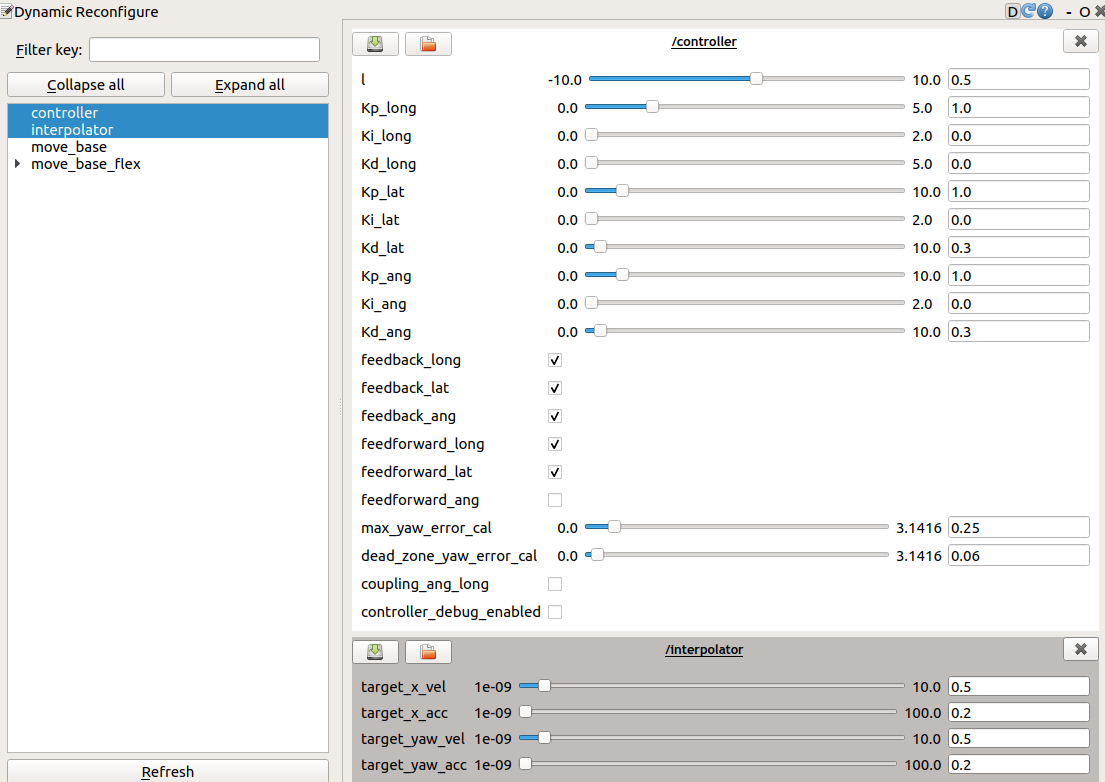 Dynamic Reconfigure
D ? - O
Filter key:
Collapse all Expand all
controller
interpolator
move_base
move_base_flex
Refresh
/controller
l -10.0 10.0 0.5
Kp_long 0.0 5.0 1.0
Ki_long 0.0 2.0 0.0
Kd_long 0.0 5.0 0.0
Kp_lat 0.0 10.0 1.0
Ki_lat 0.0 2.0 0.0
Kd_lat 0.0 10.0 0.3
Kp_ang 0.0 10.0 1.0
Ki_ang 0.0 2.0 0.0
Kd_ang 0.0 10.0 0.3
feedback_long
feedback_lat
feedback_ang
feedforward_long
feedforward_lat
feedforward_ang
max_yaw_error_cal 0.0 3.1416 0.25
dead_zone_yaw_error_cal 0.0 3.1416 0.06
coupling_ang_long
controller_debug_enabled
/interpolator
target_x_vel 1e-09 10.0 0.5
target_x_acc 1e-09 100.0 0.2
target_yaw_vel 1e-09 10.0 0.5
target_yaw_acc 1e-09 100.0 0.2